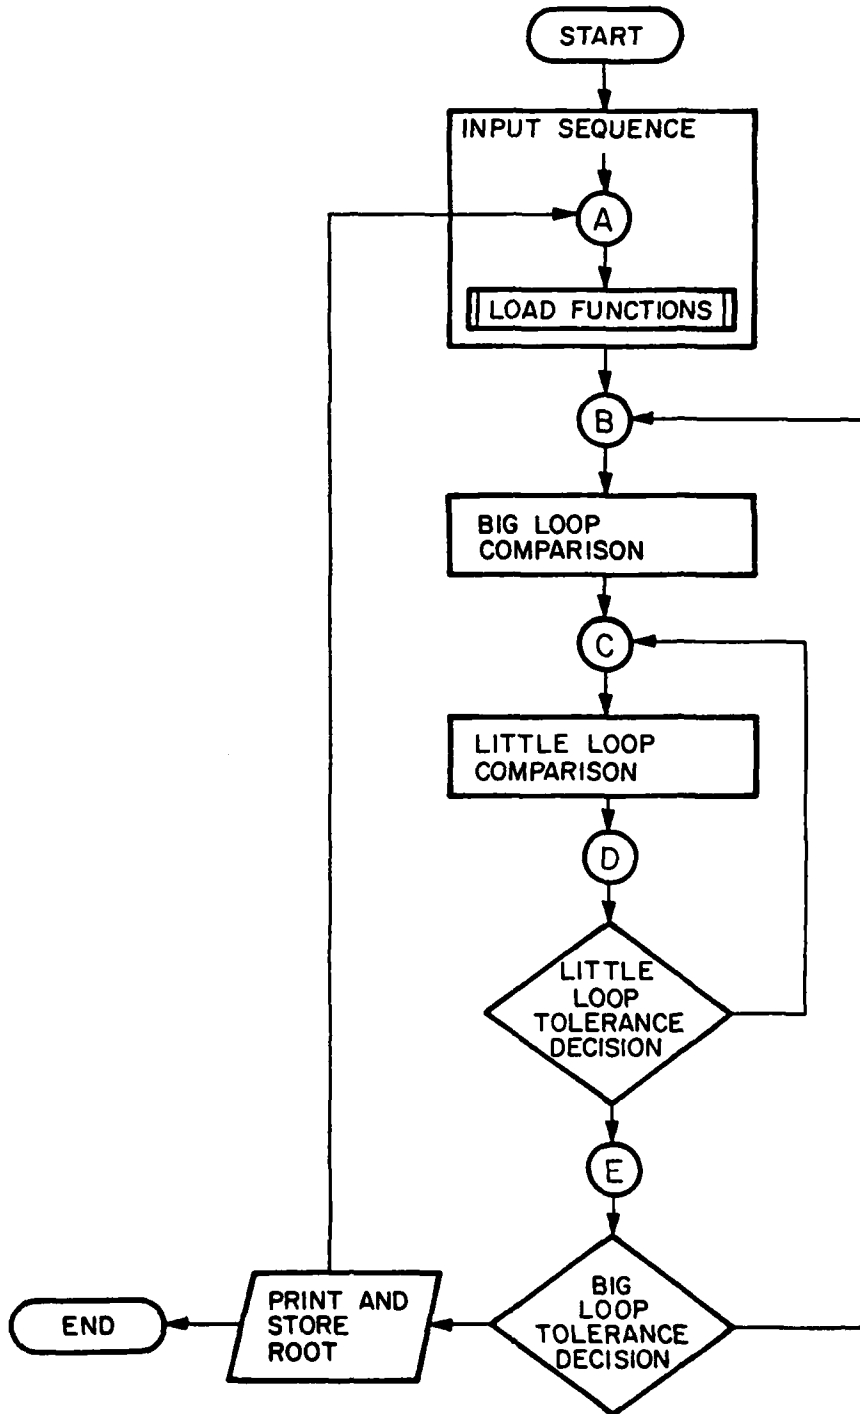 START
INPUT SEQUENCE
A
LOAD FUNCTIONS
B
BIG LOOP
COMPARISON
C
LITTLE LOOP
COMPARISON
D
LITTLE
LOOP
TOLERANCE
DECISION
E
BIG
LOOP
TOLERANCE
DECISION
PRINT AND
STORE
ROOT
END